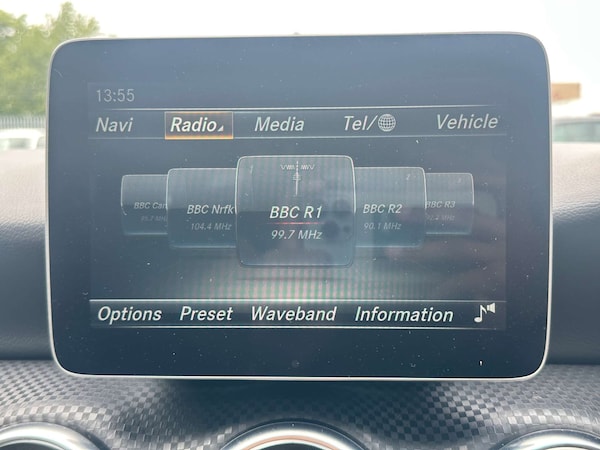 13:55
Navi Radio Media Tel/ Vehicle
BBC Nrfk BBC R1 BBC R2 BBC R3
104.4 MHz 99.7 MHz 90.1 MHz
Options Preset Waveband Information